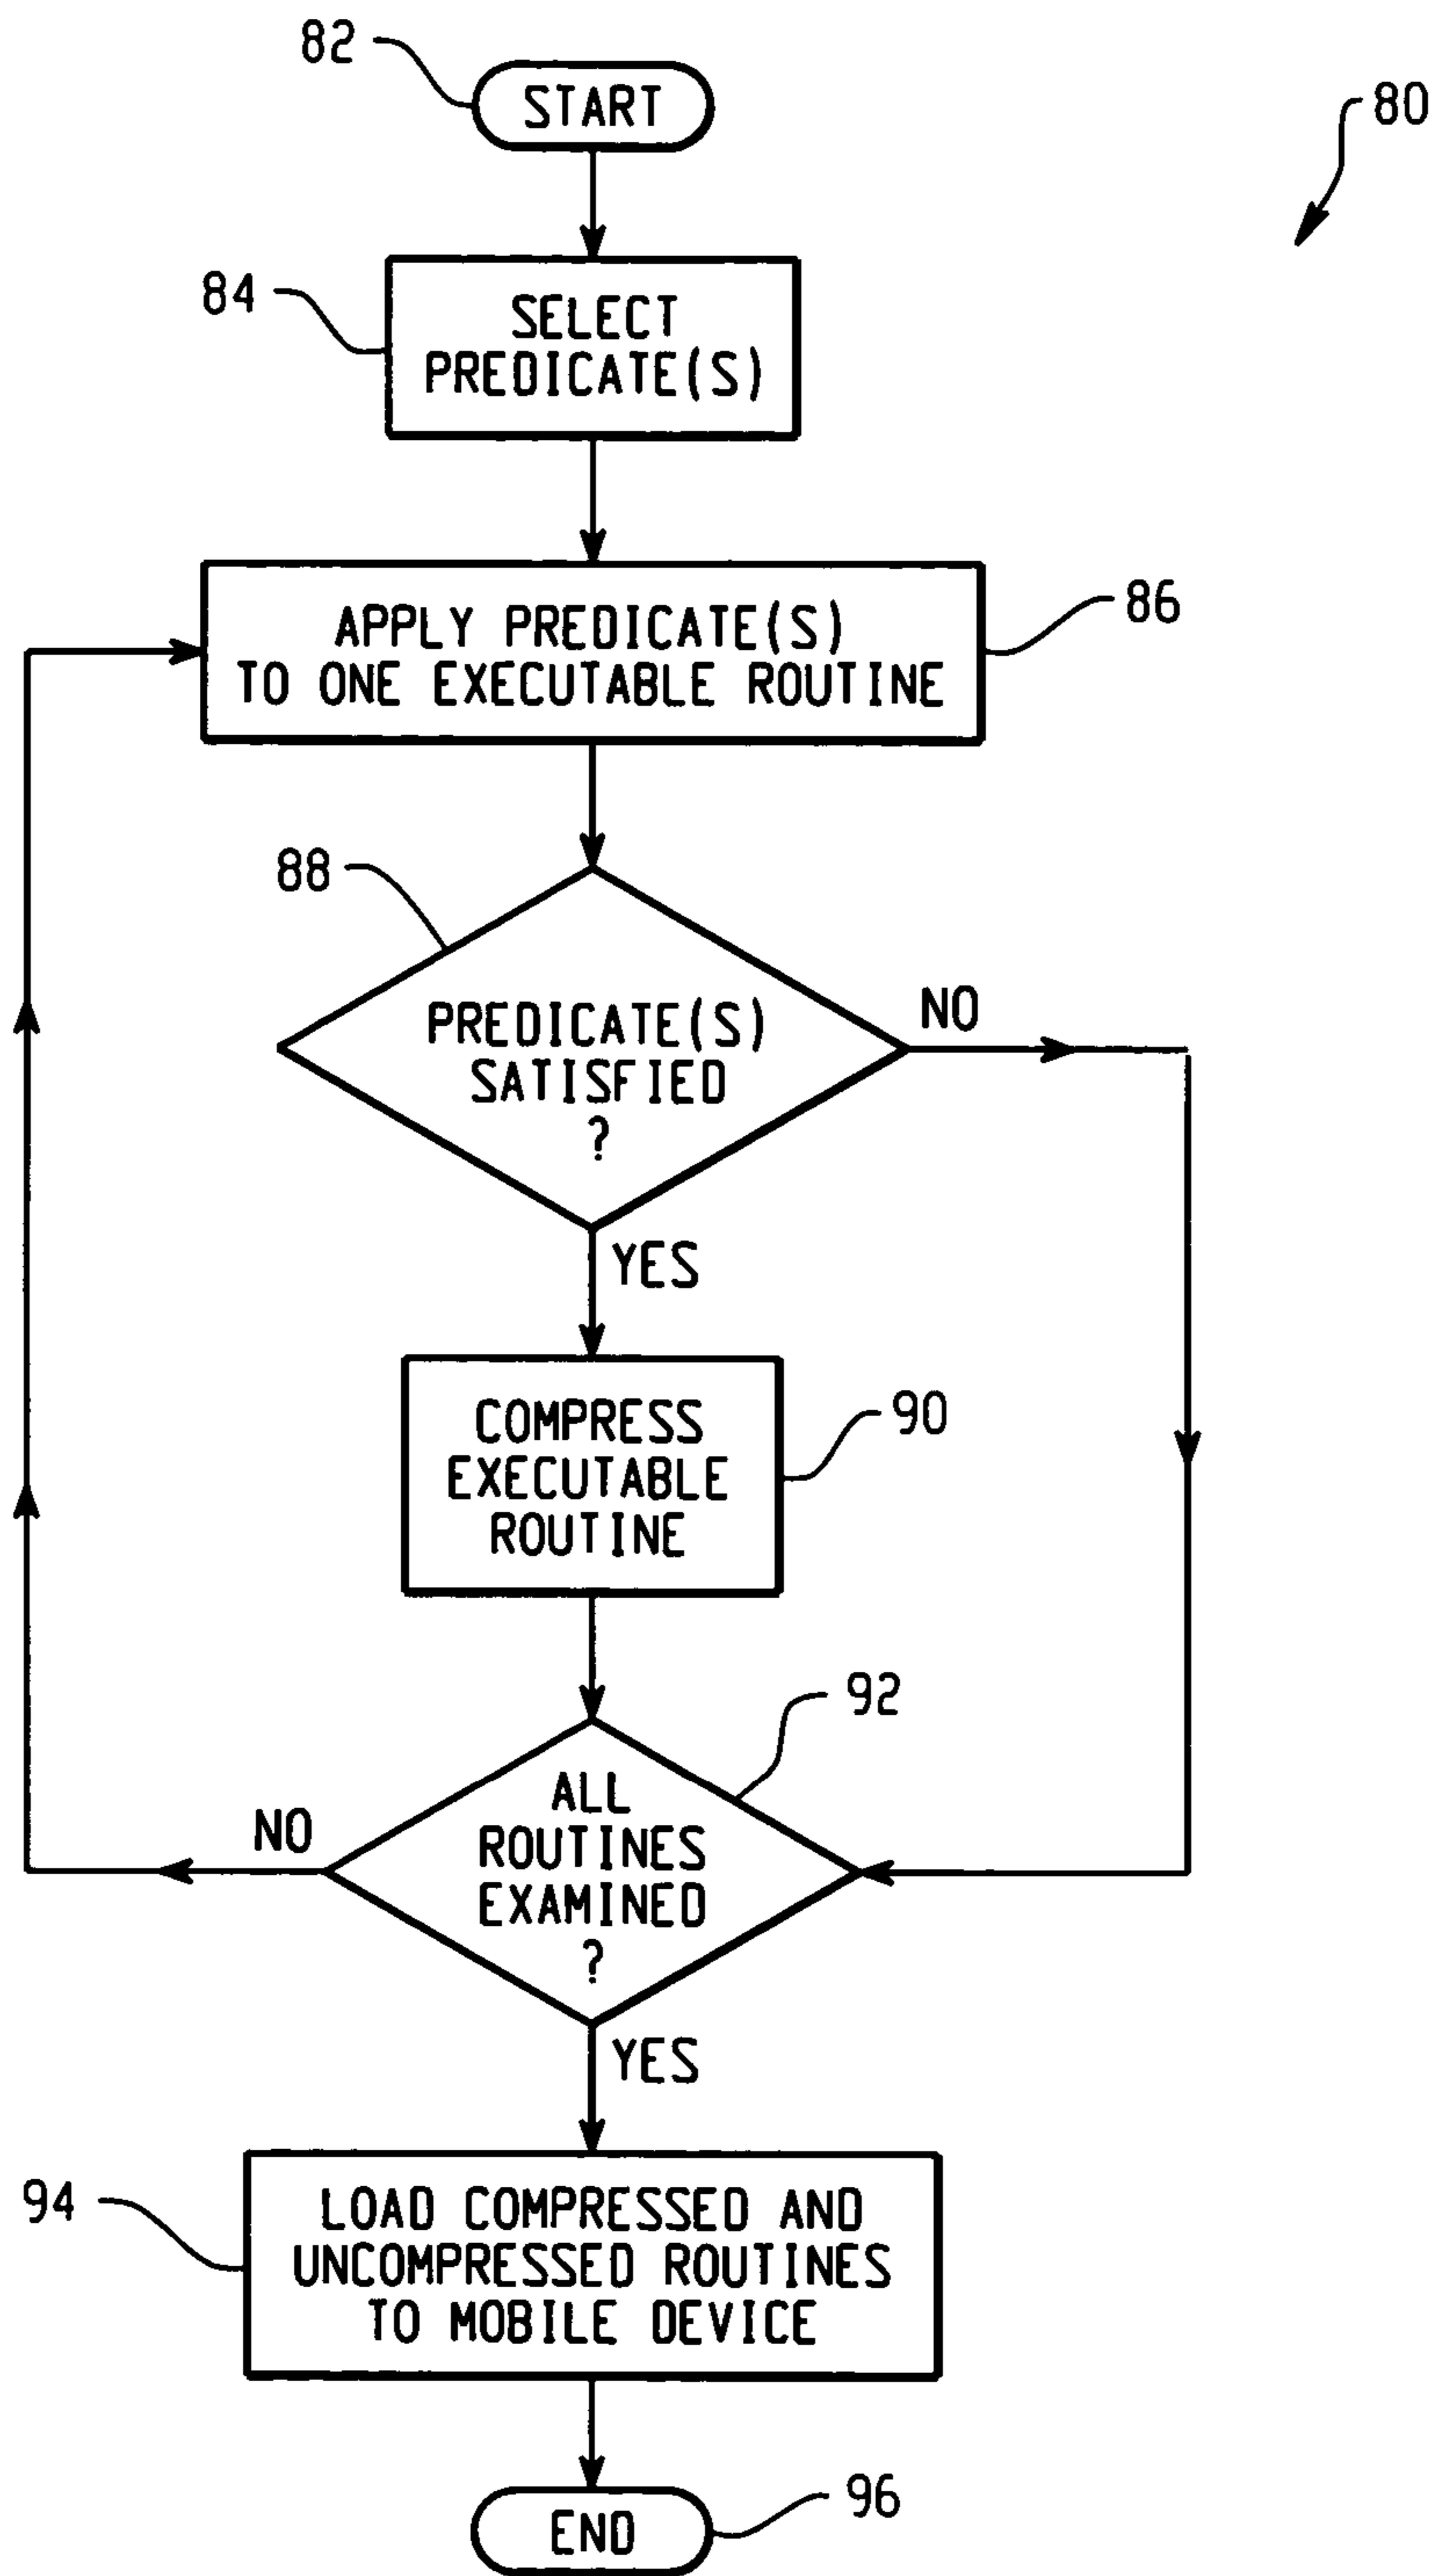 82
START
80
84
SELECT
PREDICATE(S)
86
APPLY PREDICATE(S)
TO ONE EXECUTABLE ROUTINE
88
PREDICATE(S)
SATISFIED
?
NO
YES
90
COMPRESS
EXECUTABLE
ROUTINE
92
ALL
ROUTINES
EXAMINED
?
NO
YES
94
LOAD COMPRESSED AND
UNCOMPRESSED ROUTINES
TO MOBILE DEVICE
96
END